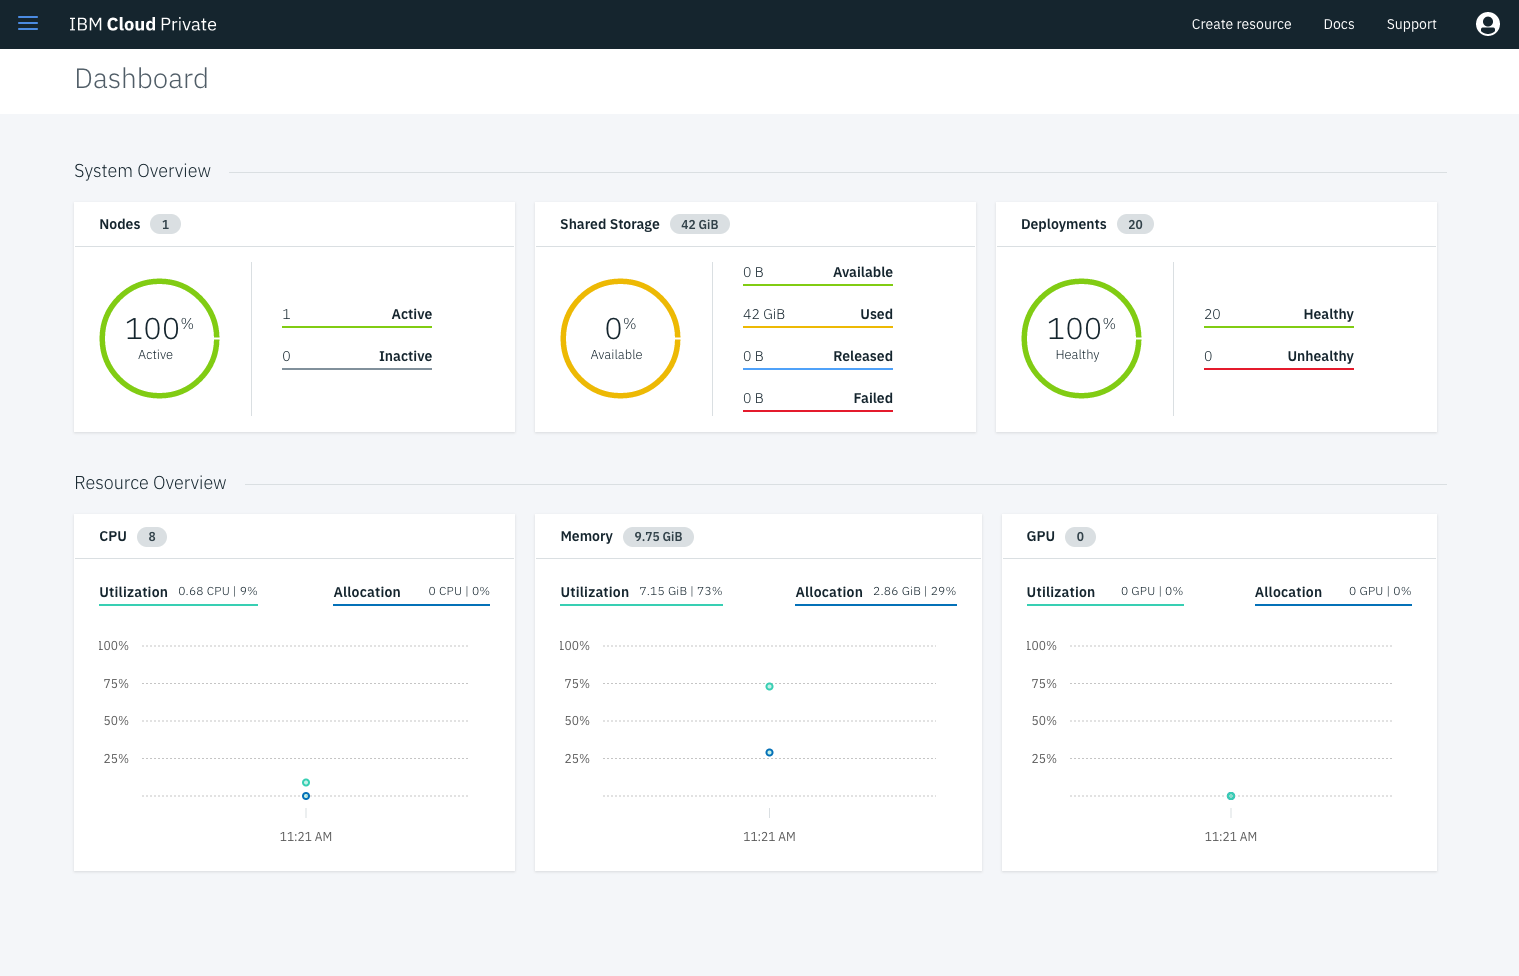 IBM Cloud Private
Create resource
Docs
Support
Dashboard
System Overview
Nodes 1
100%
Active
1 Active
0 Inactive
Shared Storage 42 GiB
0%
Available
0 B Available
42 GiB Used
0 B Released
0 B Failed
Deployments 20
100%
Healthy
20 Healthy
0 Unhealthy
Resource Overview
CPU 8
Utilization 0.68 CPU | 9%
Allocation 0 CPU | 0%
100%
75%
50%
25%
11:21 AM
Memory 9.75 GiB
Utilization 7.15 GiB | 73%
Allocation 2.86 GiB | 29%
100%
75%
50%
25%
11:21 AM
GPU 0
Utilization 0 GPU | 0%
Allocation 0 GPU | 0%
100%
75%
50%
25%
11:21 AM